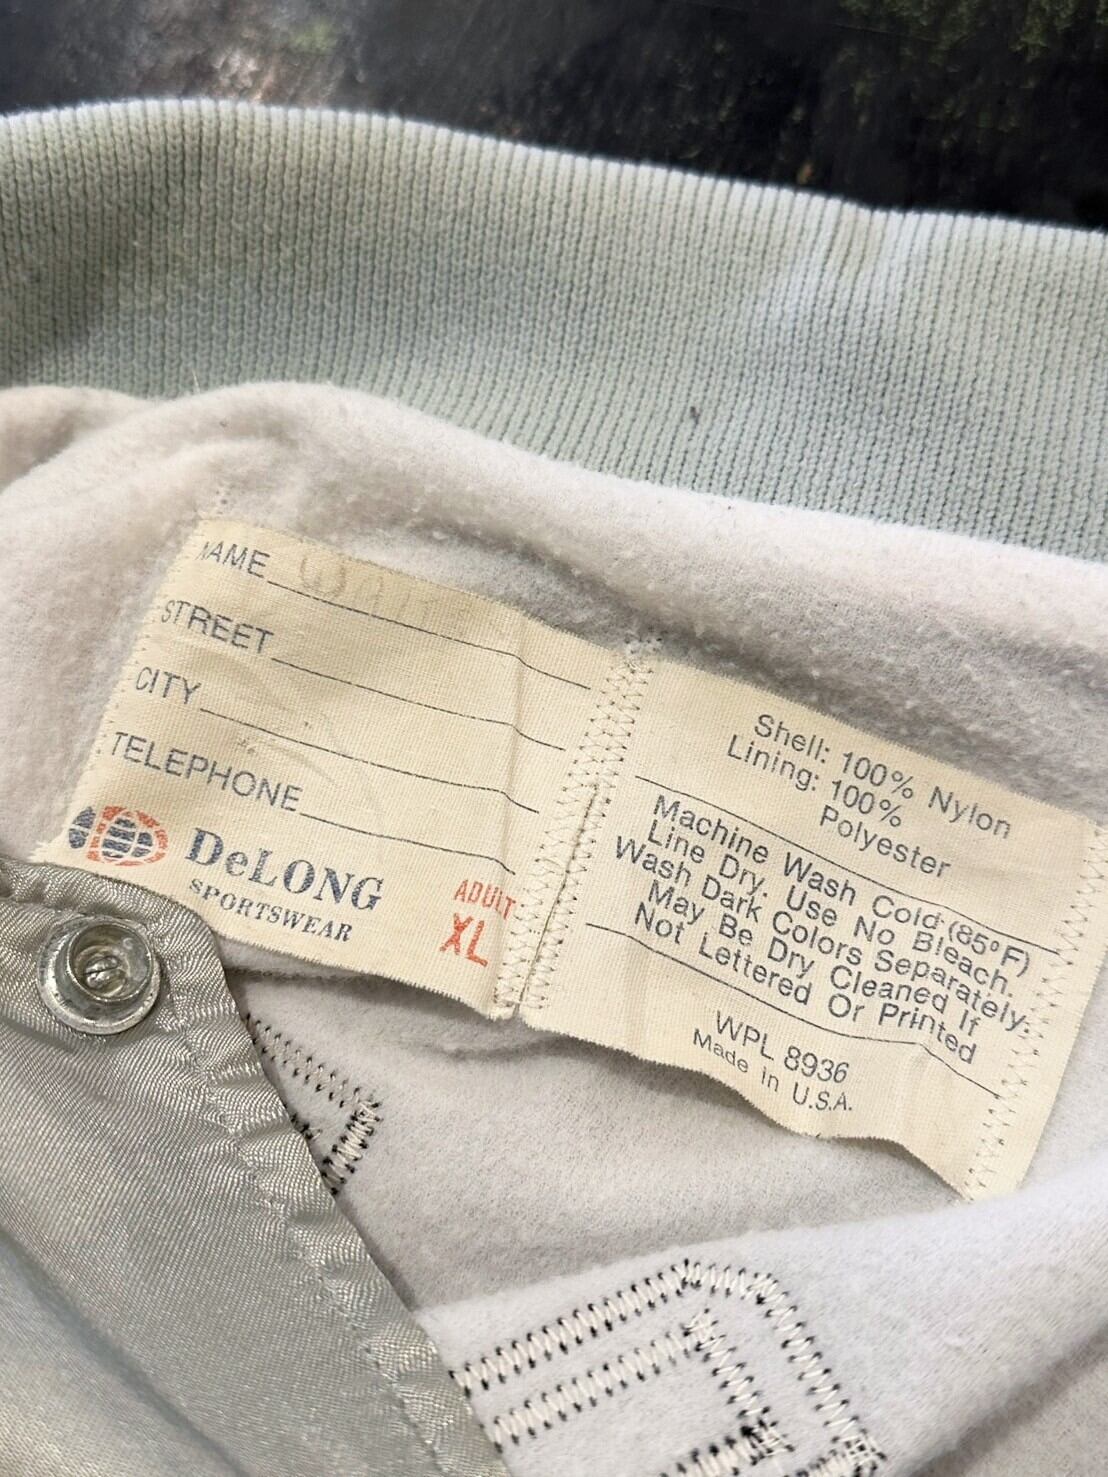 NAME
STREET
CITY
TELEPHONE
DeLONG
SPORTSWEAR
ADULT
XL
Shell: 100% Nylon
Lining: 100%
Polyester
Machine Wash Cold (85°F)
Line Dry. Use No Bleach.
Wash Dark Colors Separately.
May Be Dry Cleaned If
Not Lettered Or Printed
WPL 8936
Made in U.S.A.